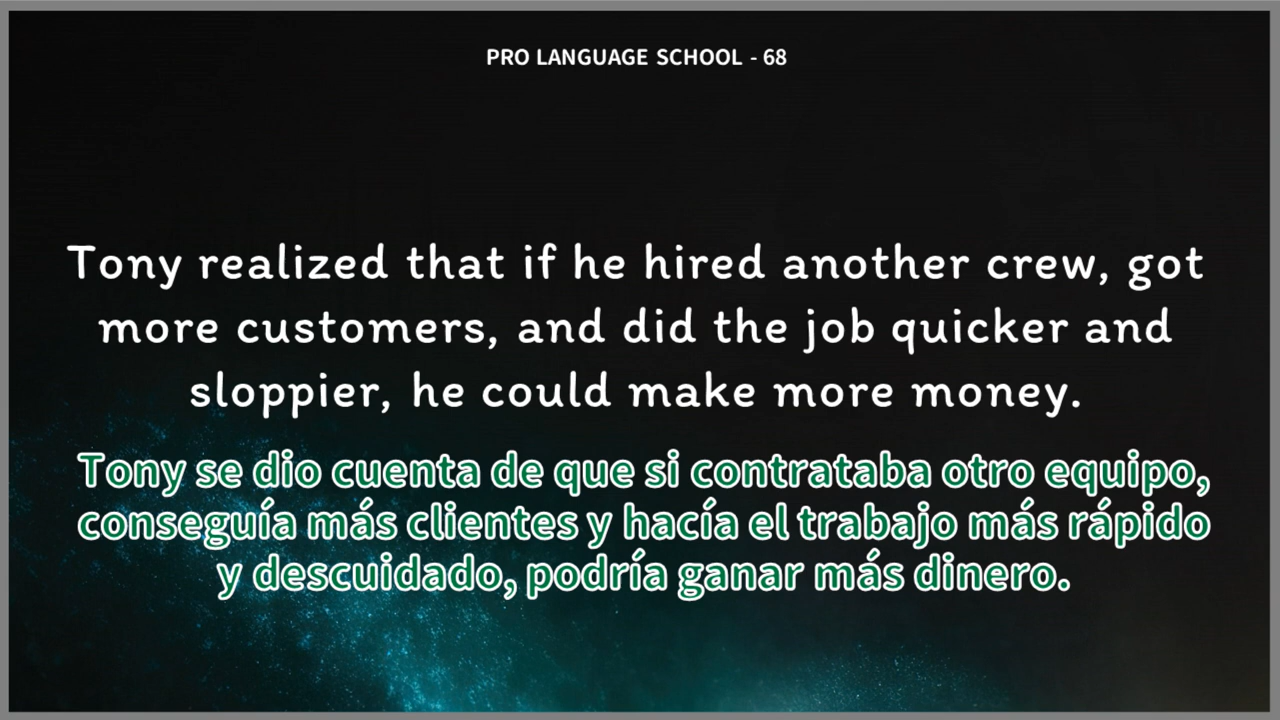 PRO LANGUAGE SCHOOL - 68
Tony realized that if he hired another crew, got
more customers, and did the job quicker and
sloppier, he could make more money.
Tony se dio cuenta de que si contrataba otro equipo,
conseguía más clientes y hacía el trabajo más rápido
y descuidado, podría ganar más dinero.